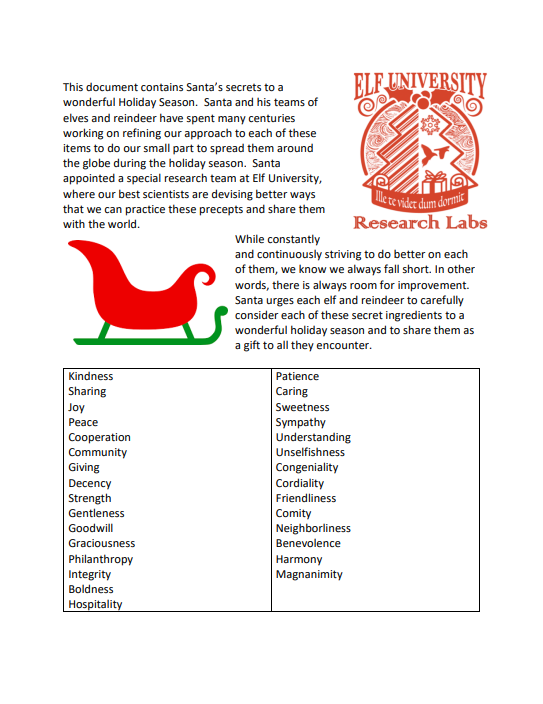 This document contains Santa’s secrets to a
wonderful Holiday Season.  Santa and his teams of
elves and reindeer have spent many centuries
working on refining our approach to each of these
items to do our small part to spread them around
the globe during the holiday season.  Santa
appointed a special research team at Elf University,
where our best scientists are devising better ways
that we can practice these precepts and share them
with the world.
ELF UNIVERSITY
Ille te videt dum dormit
Research Labs
While constantly
and continuously striving to do better on each
of them, we know we always fall short. In other
words, there is always room for improvement.
Santa urges each elf and reindeer to carefully
consider each of these secret ingredients to a
wonderful holiday season and to share them as
a gift to all they encounter.
Kindness
Sharing
Joy
Peace
Cooperation
Community
Giving
Decency
Strength
Gentleness
Goodwill
Graciousness
Philanthropy
Integrity
Boldness
Hospitality
Patience
Caring
Sweetness
Sympathy
Understanding
Unselfishness
Congeniality
Cordiality
Friendliness
Comity
Neighborliness
Benevolence
Harmony
Magnanimity